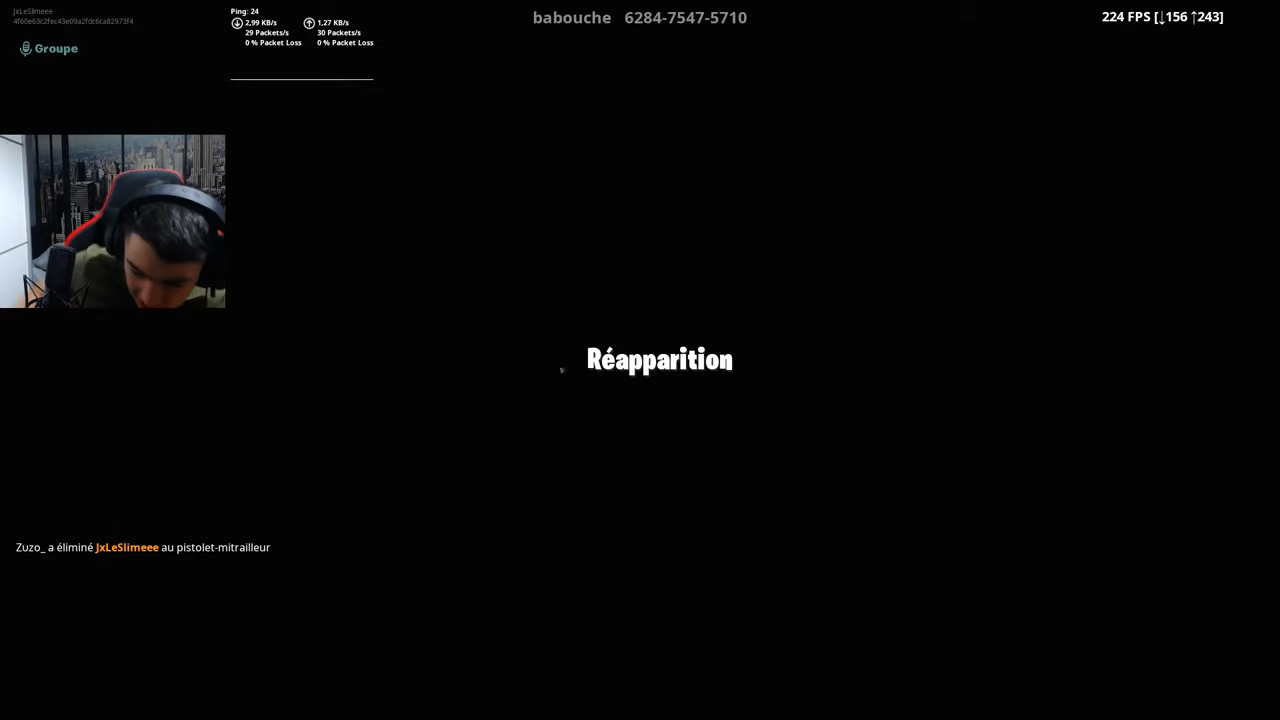 JxLeSlimeee
4f60e63c2fec43e09a2fdc6ca82973f4
Groupe
Ping: 24
2,99 KB/s
1,27 KB/s
29 Packets/s
30 Packets/s
0 % Packet Loss
0 % Packet Loss
babouche 6284-7547-5710
224 FPS [↓156 ↑243]
Réapparition
Zuzo_ a éliminé JxLeSlimeee au pistolet-mitrailleur